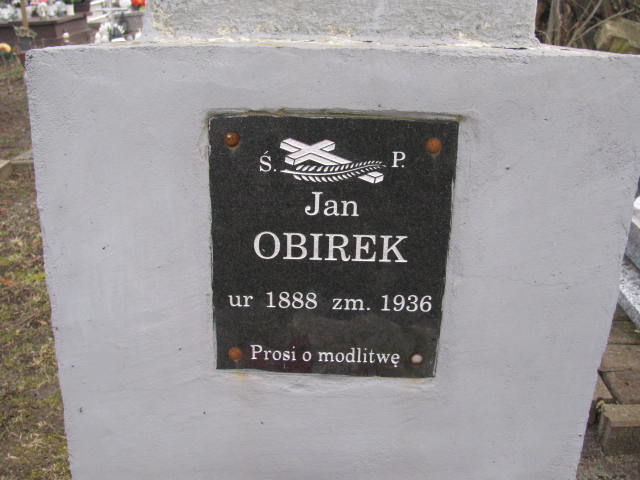 Ś. P.
Jan
OBIREK
ur 1888 zm. 1936
Prosi o modlitwę